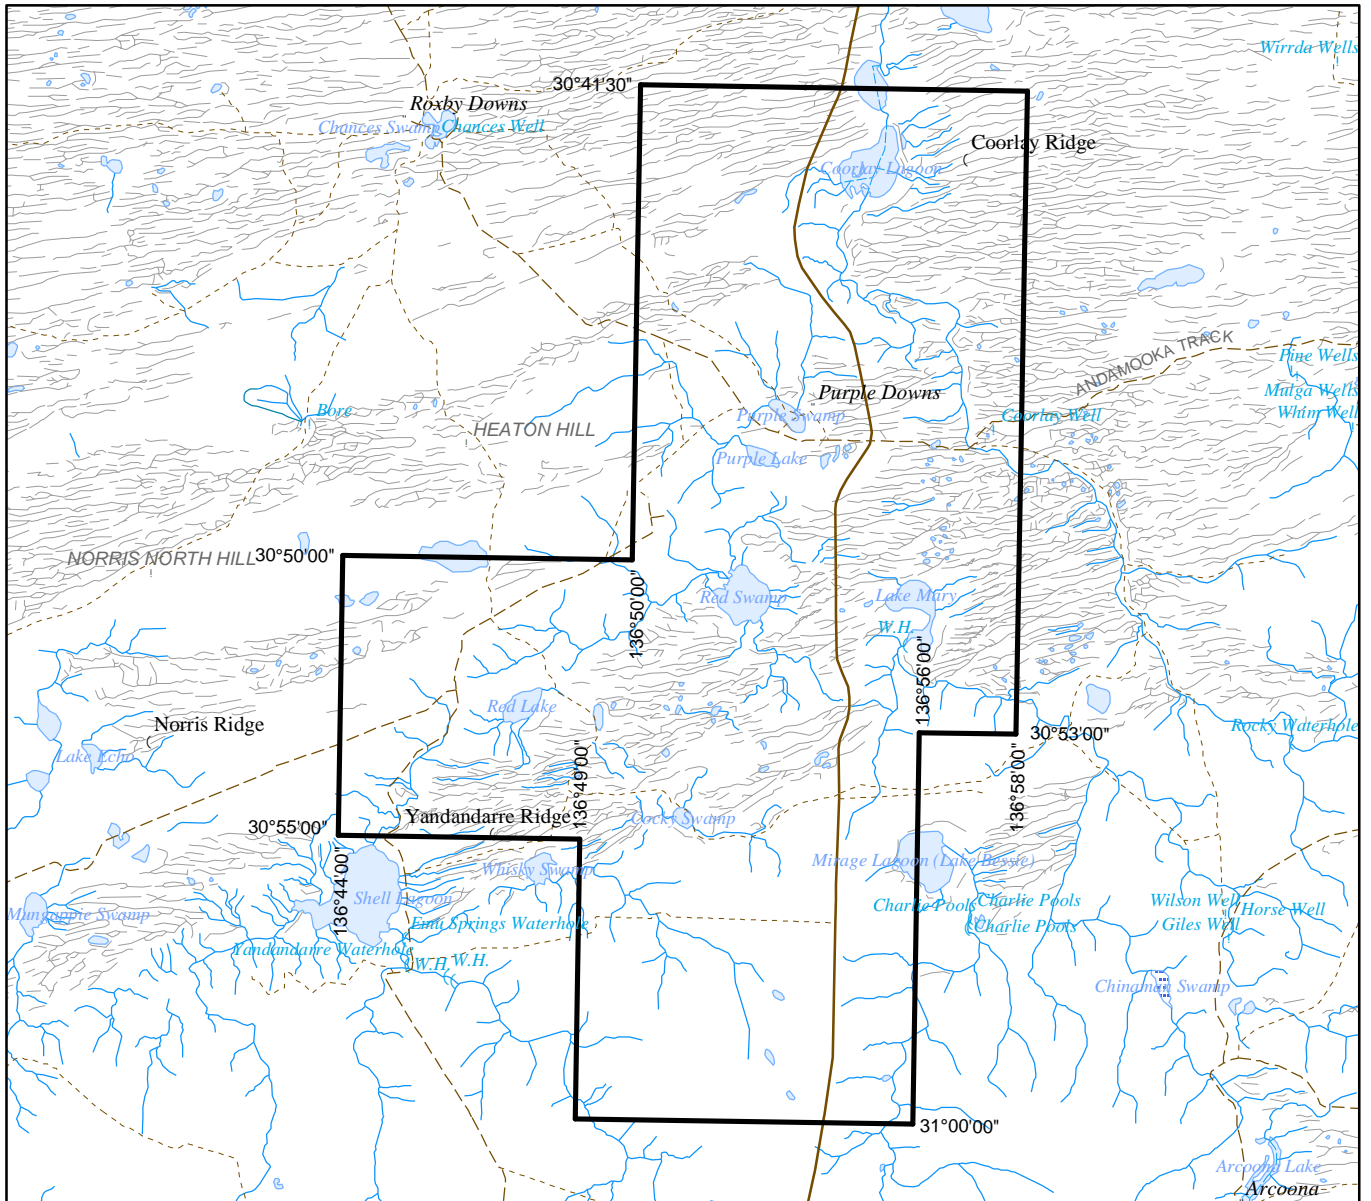 Wirrda Wells
30°41'30"
Roxby Downs
Chances Swamp
Chances Well
Coorlay Ridge
Coorlay Lagoon
ANDAMOOKA TRACK
Pine Wells
Mulga Wells
Whim Well
Purple Downs
Bore
Purple Swamp
Coorlay Well
HEATON HILL
Purple Lake
NORRIS NORTH HILL
30°50'00"
136°50'00"
Red Swamp
Lake Mary
W.H.
136°56'00"
Red Lake
Norris Ridge
Rocky Waterhole
30°53'00"
Lake Echo
136°49'00"
136°58'00"
30°55'00"
Yandandarre Ridge
Cocky Swamp
Mirage Lagoon (Lake Bessie)
Whisky Swamp
136°44'00"
Shell Lagoon
Charlie Pools
Charlie Pools
Wilson Well
Mungappie Swamp
Horse Well
Emu Springs Waterhole
Charlie Pools
Giles Well
Yandandarre Waterhole
W.H.
W.H.
Chinaman Swamp
31°00'00"
Arcoona Lake
Arcoona